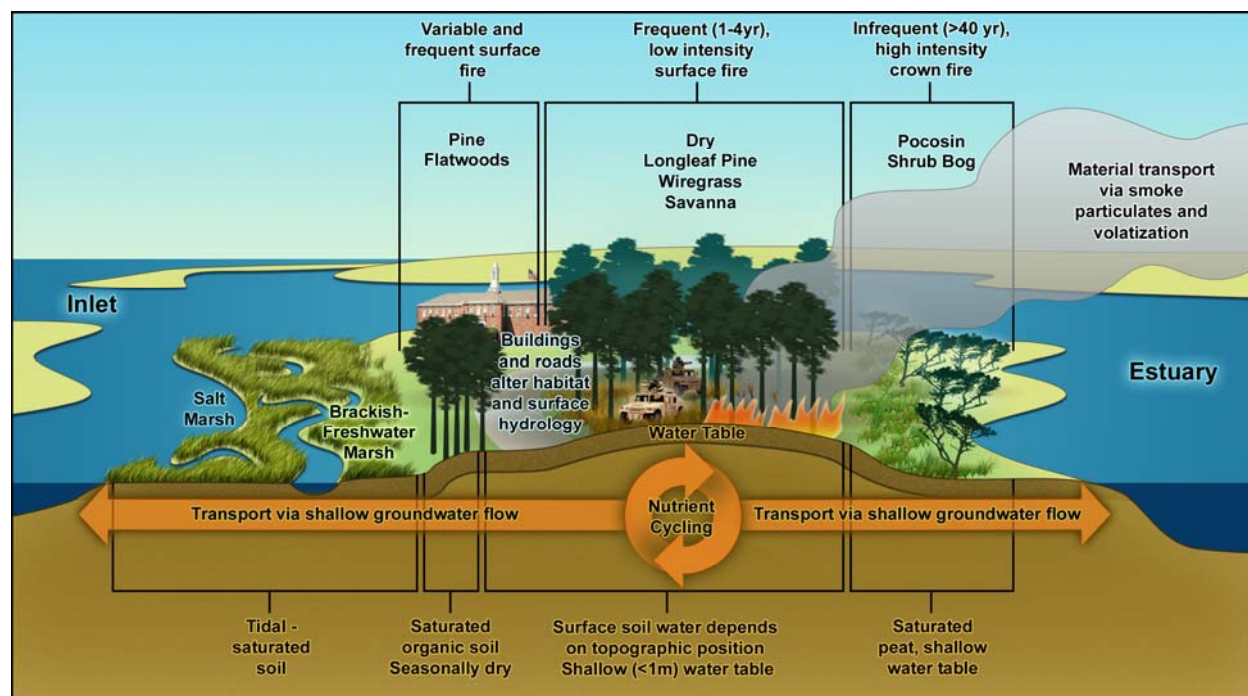 Variable and
frequent surface
fire
Frequent (1-4yr),
low intensity
surface fire
Infrequent (>40 yr),
high intensity
crown fire
Pine
Flatwoods
Dry
Longleaf Pine
Wiregrass
Savanna
Pocosin
Shrub Bog
Material transport
via smoke
particulates and
volatization
Inlet
Buildings
and roads
alter habitat
and surface
hydrology
Estuary
Salt
Marsh
Brackish-
Freshwater
Marsh
Water Table
Transport via shallow groundwater flow
Nutrient
Cycling
Transport via shallow groundwater flow
Tidal -
saturated
soil
Saturated
organic soil
Seasonally dry
Surface soil water depends
on topographic position
Shallow (<1m) water table
Saturated
peat, shallow
water table